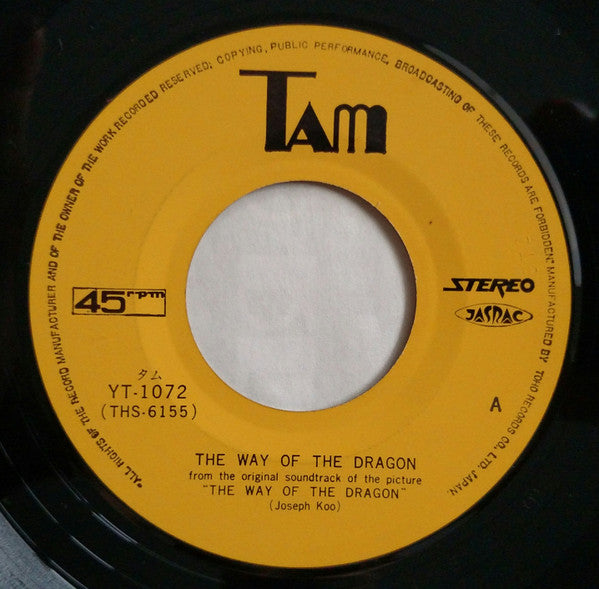 "ALL RIGHTS OF THE RECORD MANUFACTURER AND OF THE OWNER OF THE WORK RECORDED RESERVED; COPYING, PUBLIC PERFORMANCE, BROADCASTING OF THESE RECORDS ARE FORBIDDEN." MANUFACTURED BY TOHO RECORDS CO., LTD. JAPAN.
TAM
45 rpm
STEREO
JASRAC
タム
YT-1072
(THS-6155)
A
THE WAY OF THE DRAGON
from the original soundtrack of the picture
"THE WAY OF THE DRAGON"
(Joseph Koo)